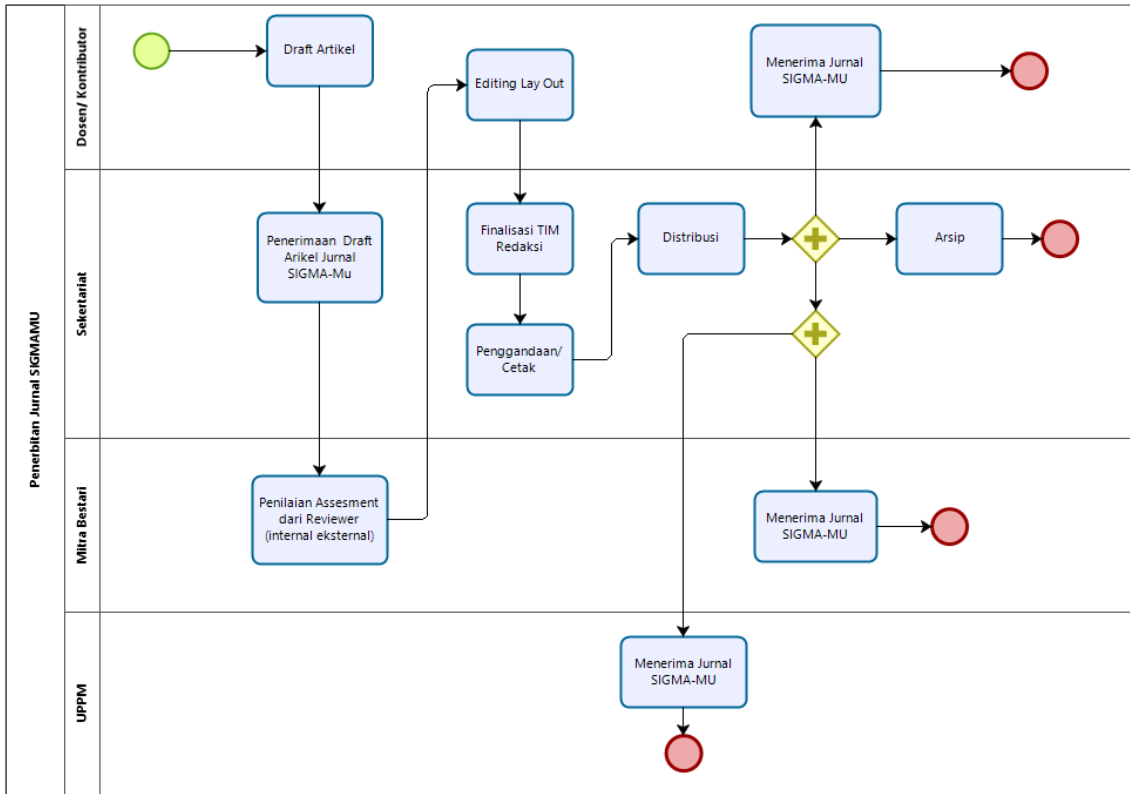 Penerbitan Jurnal SIGMAMU
Dosen/ Kontributor
Draft Artikel
Editing Lay Out
Menerima Jurnal
SIGMA-MU
Sekertariat
Penerimaan Draft
Arikel Jurnal
SIGMA-Mu
Finalisasi TIM
Redaksi
Distribusi
Arsip
Penggandaan/
Cetak
Mitra Bestari
Penilaian Assesment
dari Reviewer
(internal eksternal)
Menerima Jurnal
SIGMA-MU
UPPM
Menerima Jurnal
SIGMA-MU